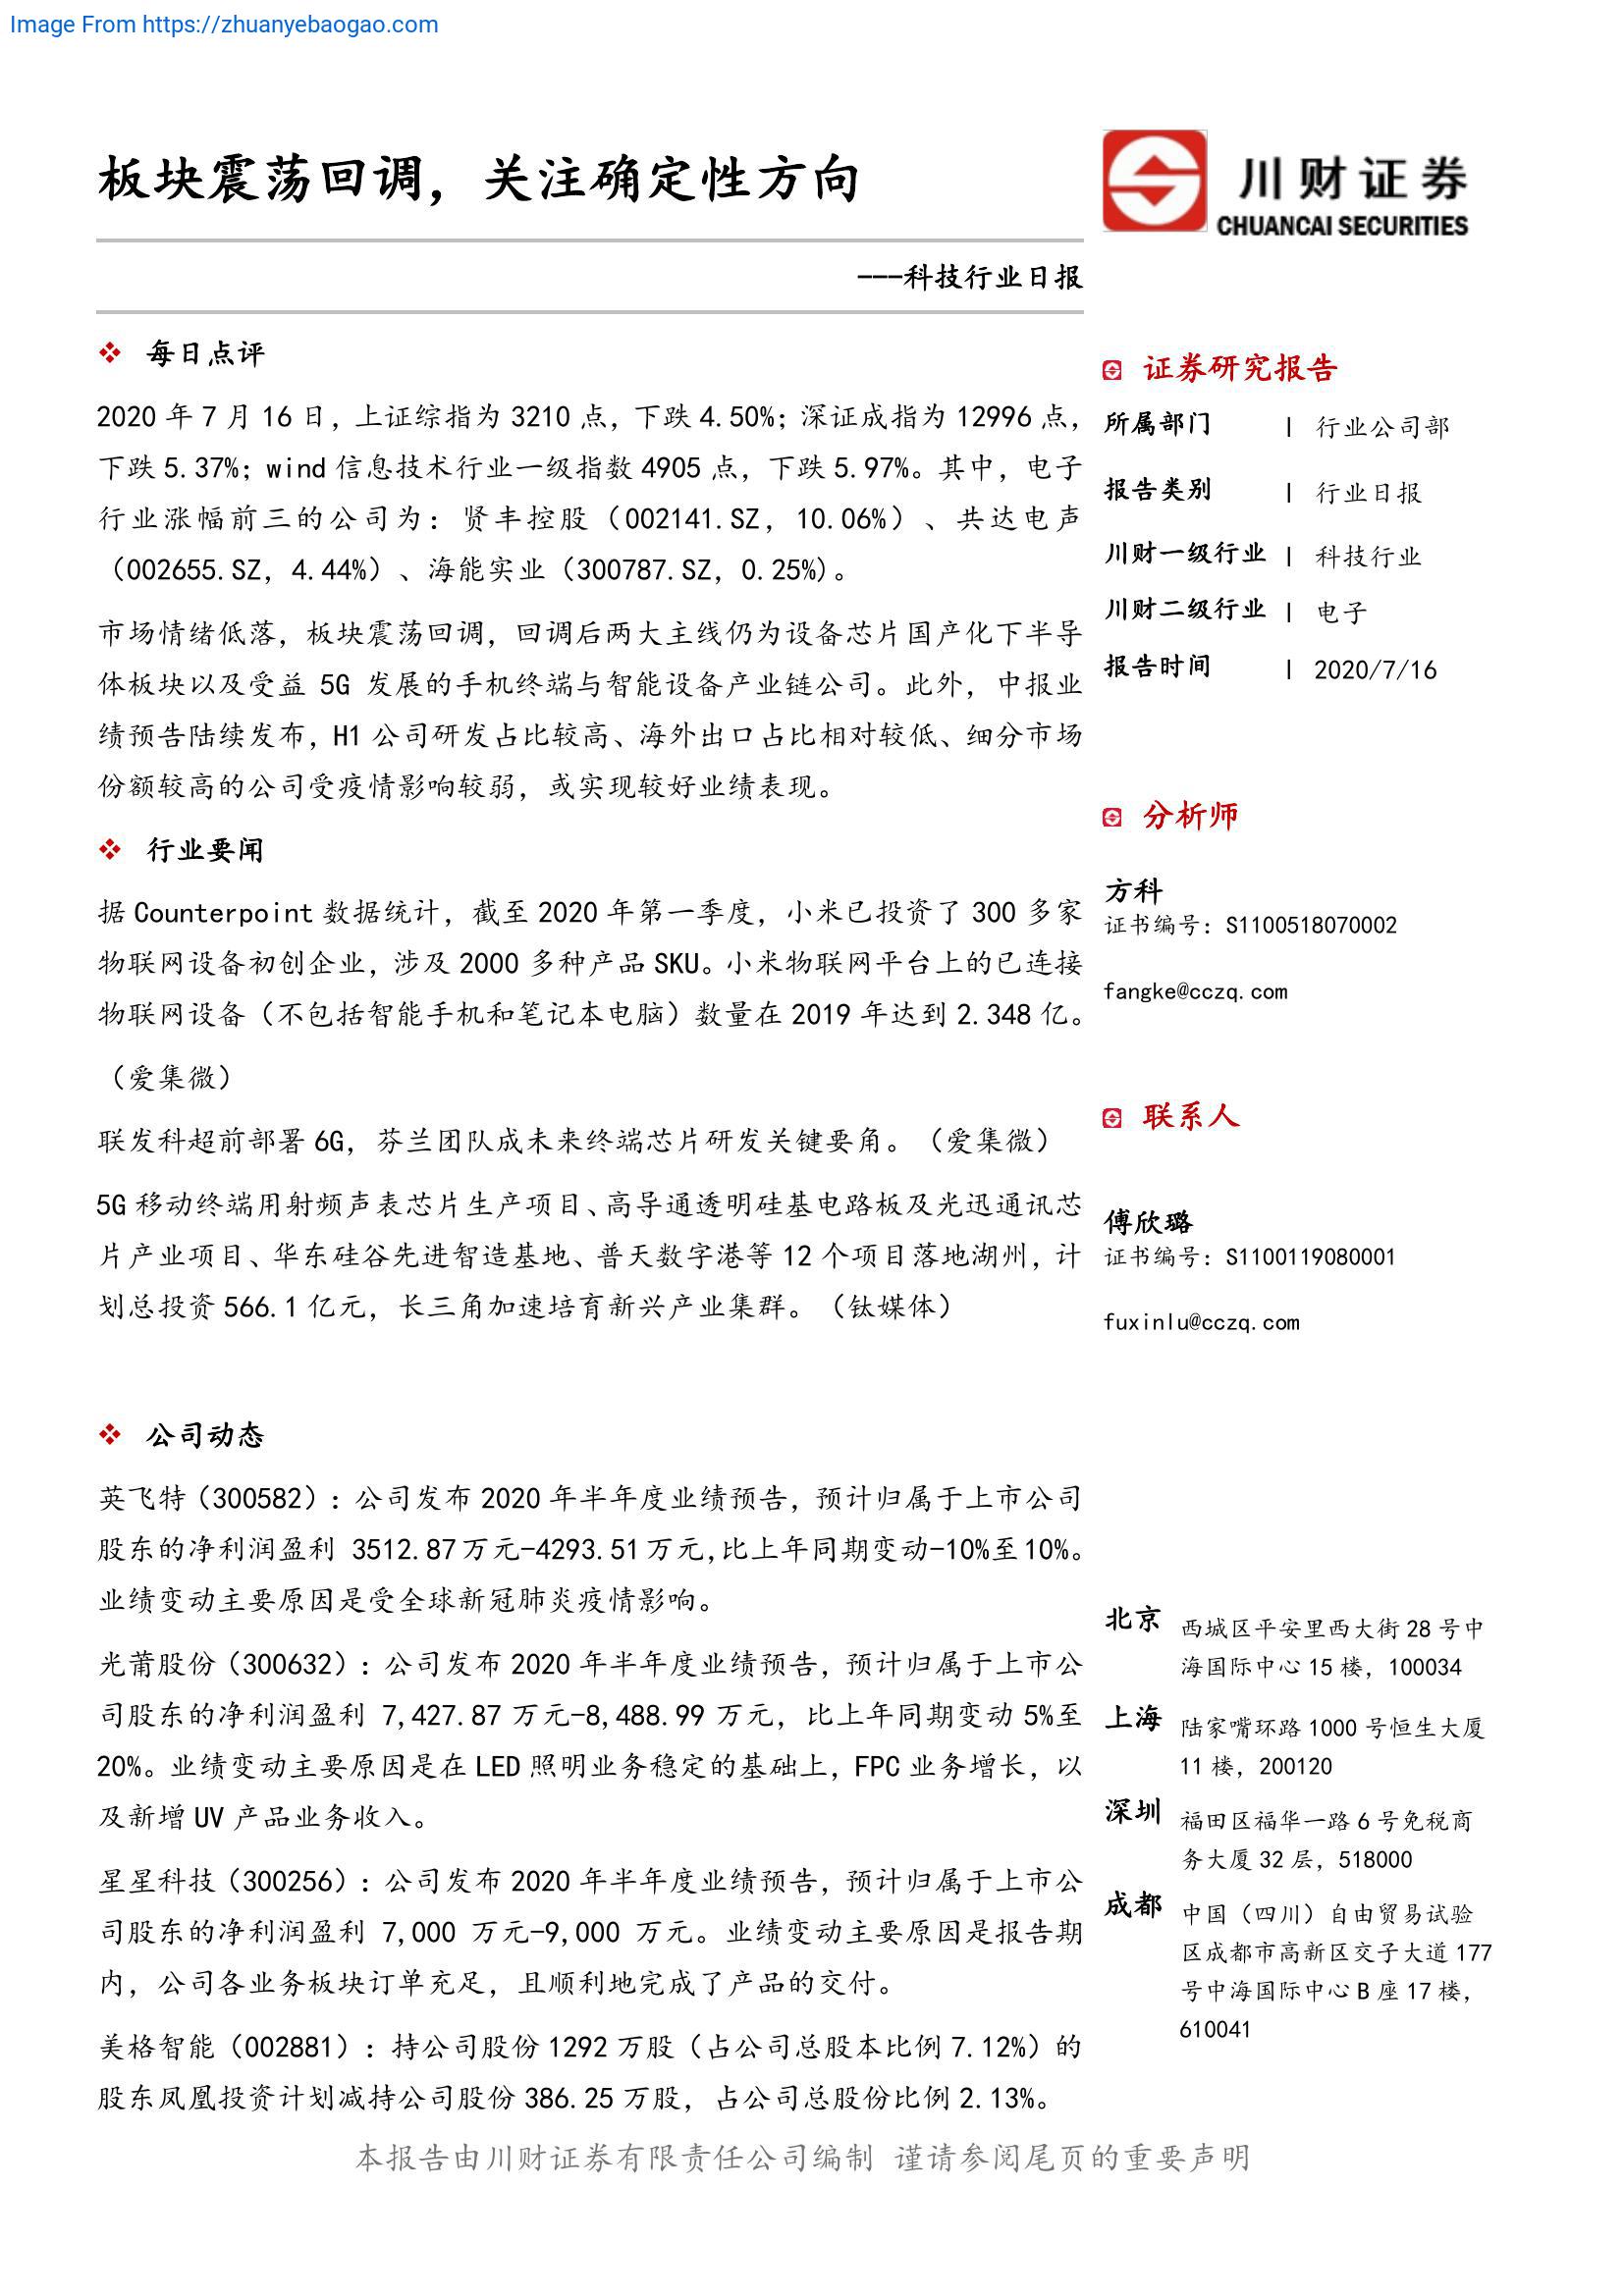 Image From https://zhuanyebaogao.com
板块震荡回调，关注确定性方向
川财证券
CHUANCAI SECURITIES
---科技行业日报
每日点评
2020 年 7 月 16 日，上证综指为 3210 点，下跌 4.50%；深证成指为 12996 点，
下跌 5.37%；wind 信息技术行业一级指数 4905 点，下跌 5.97%。其中，电子
行业涨幅前三的公司为：贤丰控股（002141.SZ，10.06%）、共达电声
（002655.SZ，4.44%）、海能实业（300787.SZ，0.25%)。
市场情绪低落，板块震荡回调，回调后两大主线仍为设备芯片国产化下半导
体板块以及受益 5G 发展的手机终端与智能设备产业链公司。此外，中报业
绩预告陆续发布，H1 公司研发占比较高、海外出口占比相对较低、细分市场
份额较高的公司受疫情影响较弱，或实现较好业绩表现。
行业要闻
据 Counterpoint 数据统计，截至 2020 年第一季度，小米已投资了 300 多家
物联网设备初创企业，涉及 2000 多种产品 SKU。小米物联网平台上的已连接
物联网设备（不包括智能手机和笔记本电脑）数量在 2019 年达到 2.348 亿。
（爱集微）
联发科超前部署 6G，芬兰团队成未来终端芯片研发关键要角。（爱集微）
5G 移动终端用射频声表芯片生产项目、高导通透明硅基电路板及光迅通讯芯
片产业项目、华东硅谷先进智造基地、普天数字港等 12 个项目落地湖州，计
划总投资 566.1 亿元，长三角加速培育新兴产业集群。（钛媒体）
公司动态
英飞特（300582）：公司发布 2020 年半年度业绩预告，预计归属于上市公司
股东的净利润盈利 3512.87万元-4293.51万元,比上年同期变动-10%至10%。
业绩变动主要原因是受全球新冠肺炎疫情影响。
光莆股份（300632）：公司发布 2020 年半年度业绩预告，预计归属于上市公
司股东的净利润盈利 7,427.87 万元-8,488.99 万元，比上年同期变动 5%至
20%。业绩变动主要原因是在 LED 照明业务稳定的基础上，FPC 业务增长，以
及新增 UV 产品业务收入。
星星科技（300256）：公司发布 2020 年半年度业绩预告，预计归属于上市公
司股东的净利润盈利 7,000 万元-9,000 万元。业绩变动主要原因是报告期
内，公司各业务板块订单充足，且顺利地完成了产品的交付。
美格智能（002881）：持公司股份 1292 万股（占公司总股本比例 7.12%）的
股东凤凰投资计划减持公司股份 386.25 万股，占公司总股份比例 2.13%。
证券研究报告
所属部门 | 行业公司部
报告类别 | 行业日报
川财一级行业 | 科技行业
川财二级行业 | 电子
报告时间 | 2020/7/16
分析师
方科
证书编号：S1100518070002
fangke@cczq.com
联系人
傅欣璐
证书编号：S1100119080001
fuxinlu@cczq.com
北京 西城区平安里西大街 28 号中
海国际中心 15 楼，100034
上海 陆家嘴环路 1000 号恒生大厦
11 楼，200120
深圳 福田区福华一路 6 号免税商
务大厦 32 层，518000
成都 中国（四川）自由贸易试验
区成都市高新区交子大道 177
号中海国际中心 B 座 17 楼，
610041
本报告由川财证券有限责任公司编制 谨请参阅尾页的重要声明